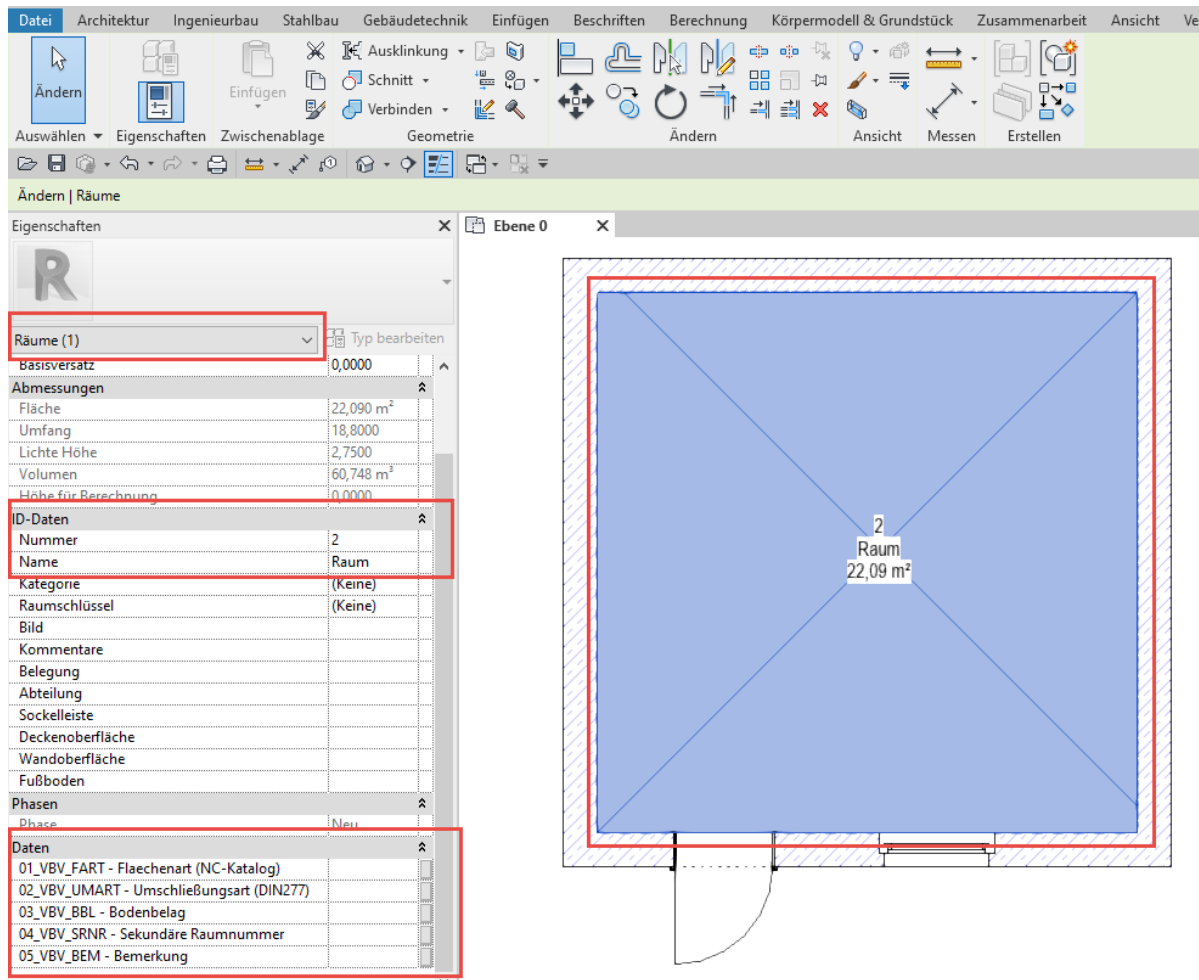 Datei Architektur Ingenieurbau Stahlbau Gebäudetechnik Einfügen Beschriften Berechnung Körpermodell & Grundstück Zusammenarbeit Ansicht Ve
Ausklinkung
Schnitt
Verbinden
Ändern
Einfügen
Auswählen Eigenschaften Zwischenablage Geometrie Ändern Ansicht Messen Erstellen
Ändern | Räume
Eigenschaften
Ebene 0
R
Räume (1) Typ bearbeiten
Basisversatz 0,0000
Abmessungen
Fläche 22,090 m²
Umfang 18,8000
Lichte Höhe 2,7500
Volumen 60,748 m³
Höhe für Berechnung 0,0000
ID-Daten
Nummer 2
Name Raum
Kategorie (Keine)
Raumschlüssel (Keine)
Bild
Kommentare
Belegung
Abteilung
Sockelleiste
Deckenoberfläche
Wandoberfläche
Fußboden
Phasen
Phase Neu
Daten
01_VBV_FART - Flaechenart (NC-Katalog)
02_VBV_UMART - Umschließungsart (DIN277)
03_VBV_BBL - Bodenbelag
04_VBV_SRNR - Sekundäre Raumnummer
05_VBV_BEM - Bemerkung
2
Raum
22,09 m²